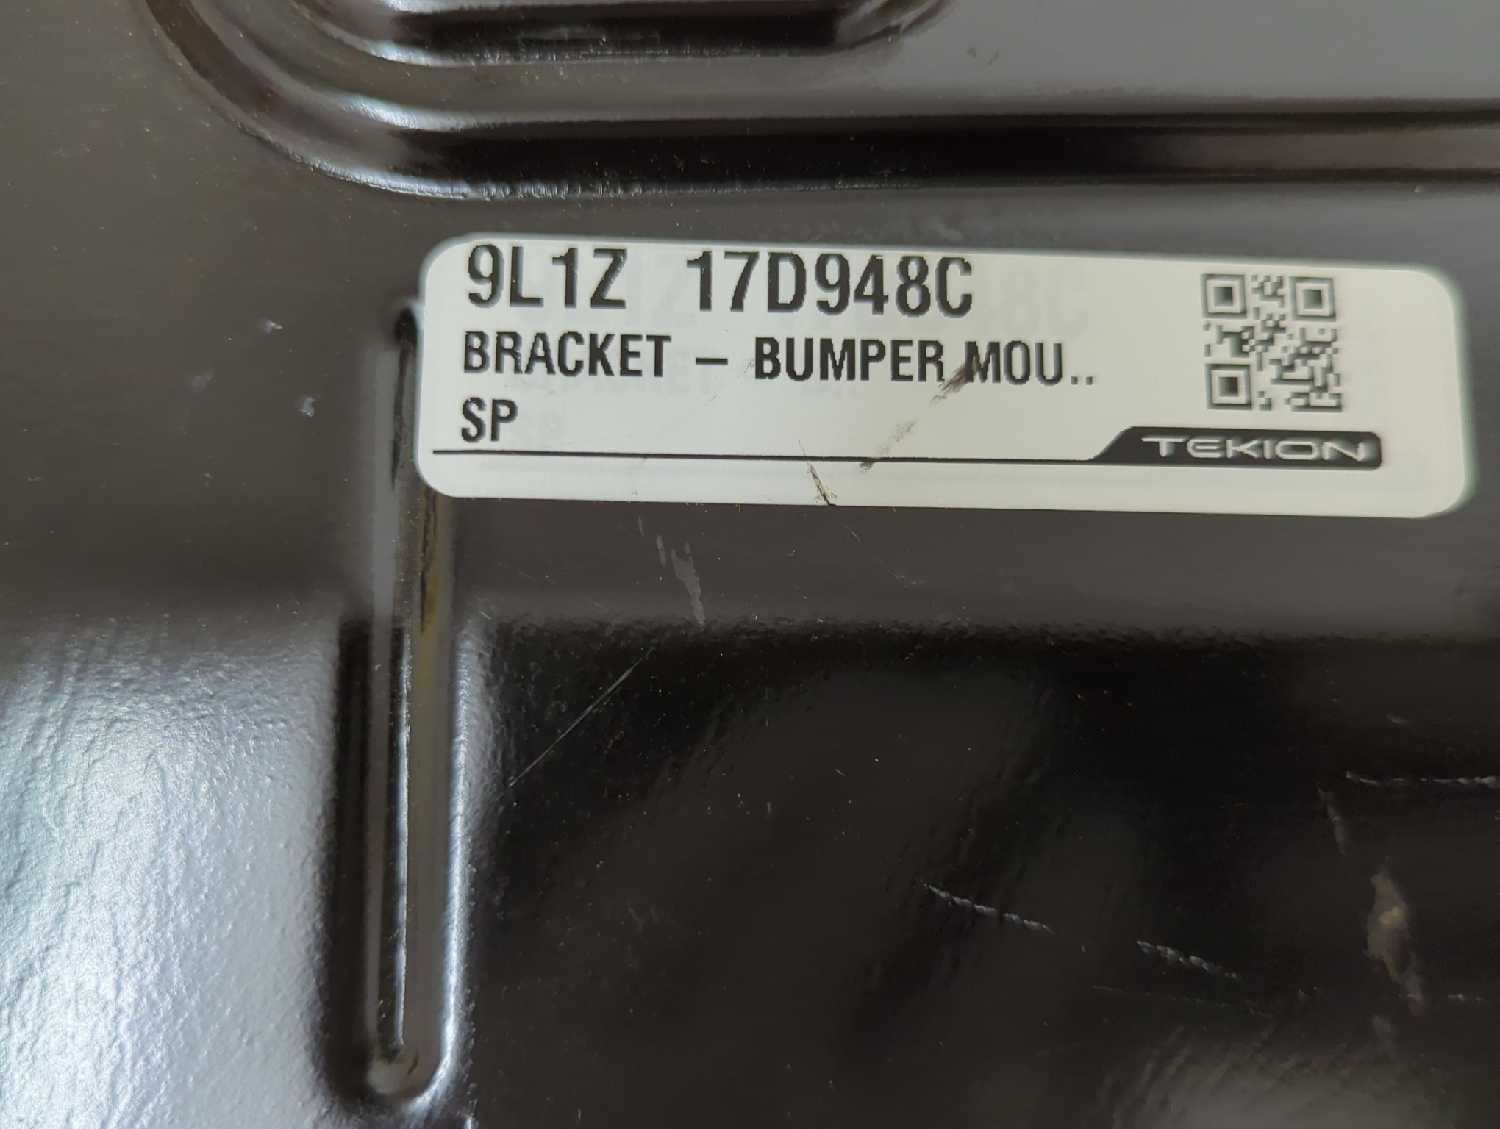 9L1Z 17D948C
BRACKET – BUMPER MOU..
SP
TEKION